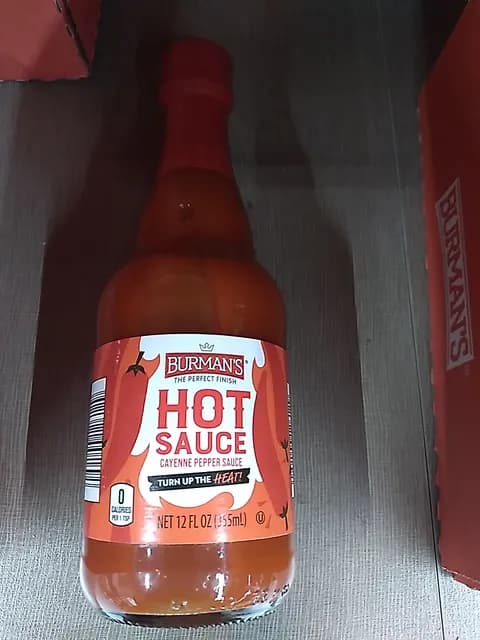 BURMAN'S
THE PERFECT FINISH
HOT
SAUCE
CAYENNE PEPPER SAUCE
TURN UP THE HEAT!
0
CALORIES
PER 1 TSP
NET 12 FL OZ (355mL) U
BURMAN'S